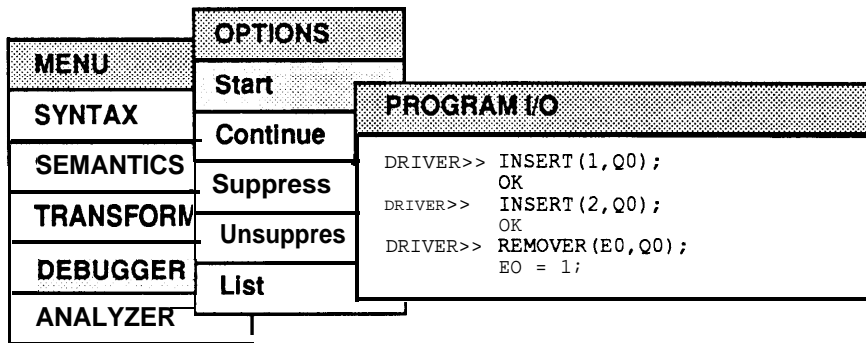 MENU
SYNTAX
SEMANTICS
TRANSFORM
DEBUGGER
ANALYZER
OPTIONS
Start
Continue
Suppress
Unsuppres
List
PROGRAM I/O
DRIVER>> INSERT(1,Q0);
OK
DRIVER>> INSERT(2,Q0);
OK
DRIVER>> REMOVER(E0,Q0);
EO = 1;